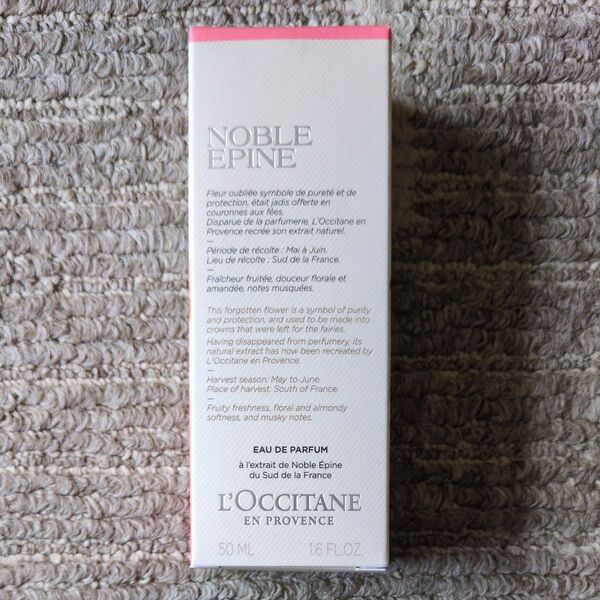 NOBLE
EPINE
Fleur oubliée symbole de pureté et de
protection, était jadis offerte en
couronnes aux fées.
Disparue de la parfumerie, L'Occitane en
Provence recrée son extrait naturel.
—
Période de récolte : Mai à Juin.
Lieu de récolte : Sud de la France.
—
Fraîcheur fruitée, douceur florale et
amandée, notes musquées.
This forgotten flower is a symbol of purity
and protection, and used to be made into
crowns that were left for the fairies.
Having disappeared from perfumery, its
natural extract has now been recreated by
L'Occitane en Provence.
—
Harvest season: May to June.
Place of harvest: South of France.
—
Fruity freshness, floral and almondy
softness, and musky notes.
EAU DE PARFUM
à l'extrait de Noble Épine
du Sud de la France
L'OCCITANE
EN PROVENCE
50 ML 1.6 FL.OZ.